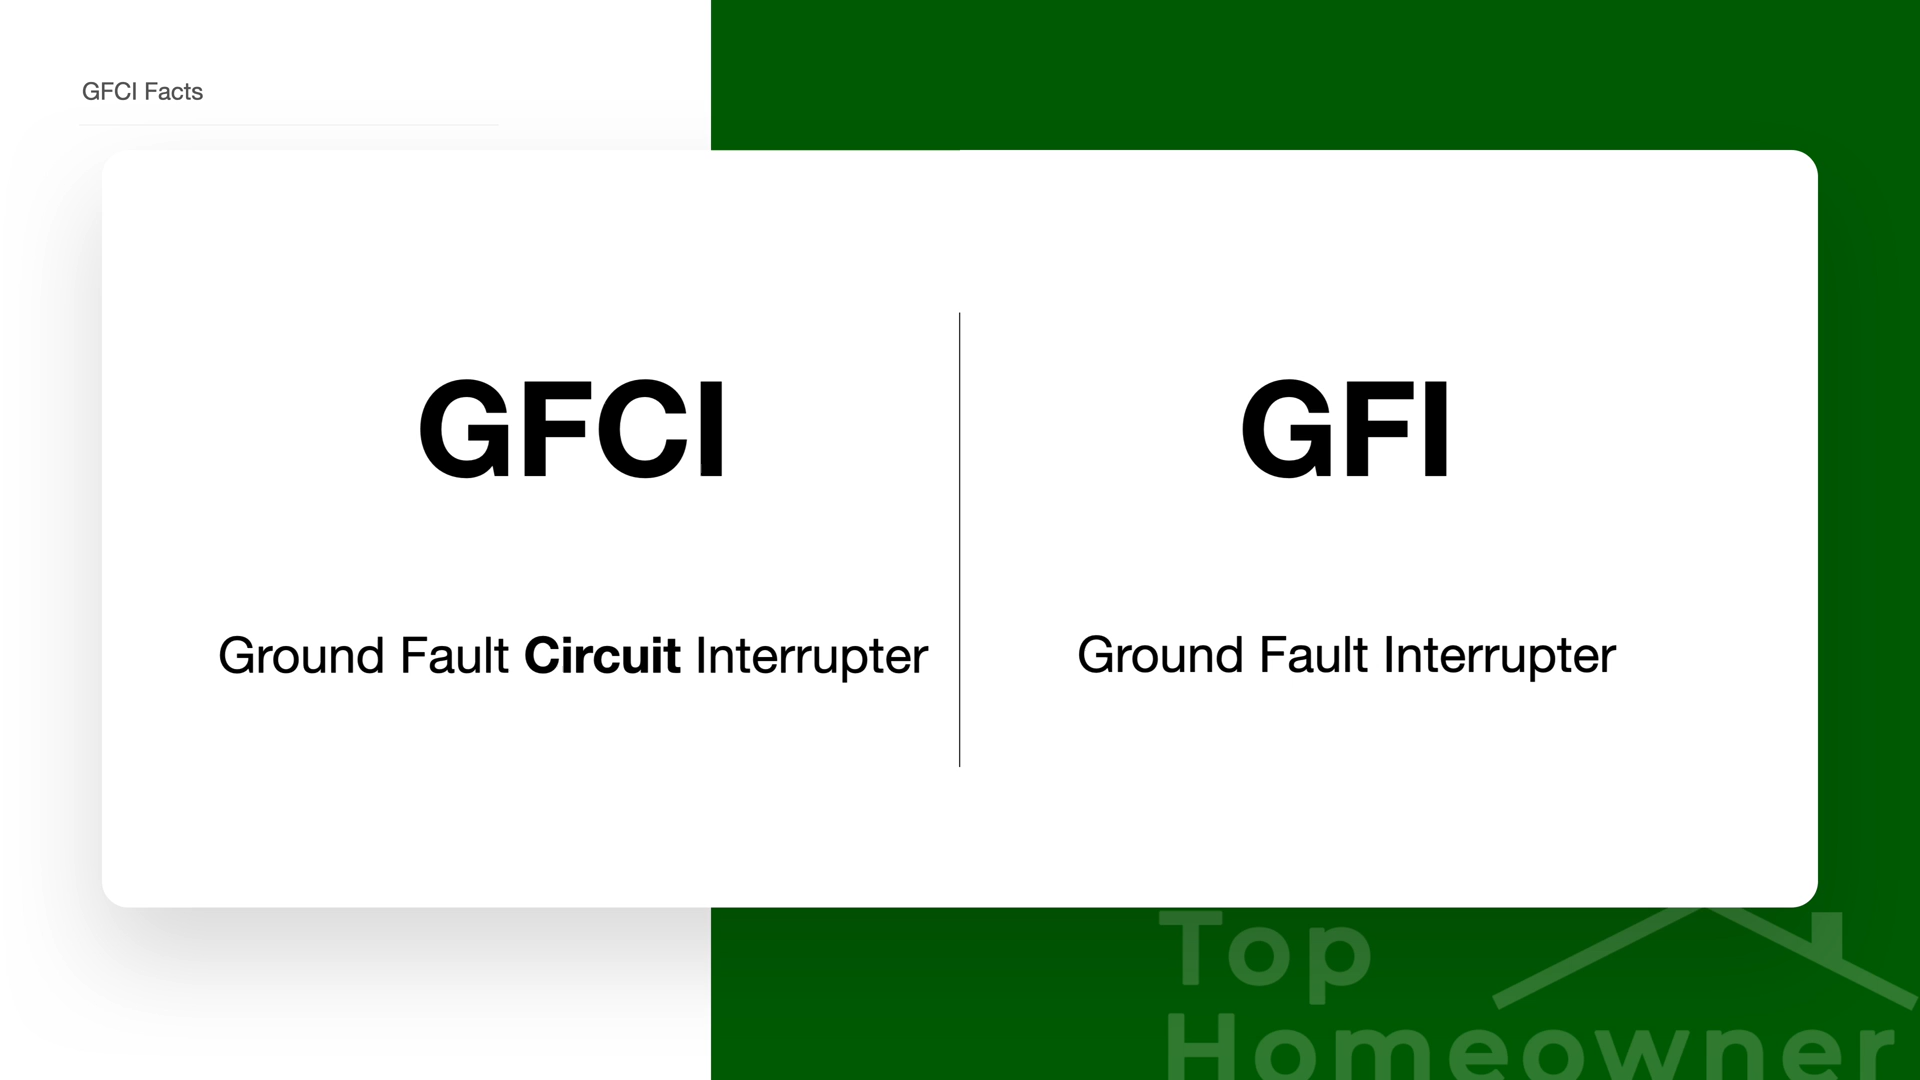 GFCI Facts
GFCI
Ground Fault Circuit Interrupter
GFI
Ground Fault Interrupter
Top
Homeowner